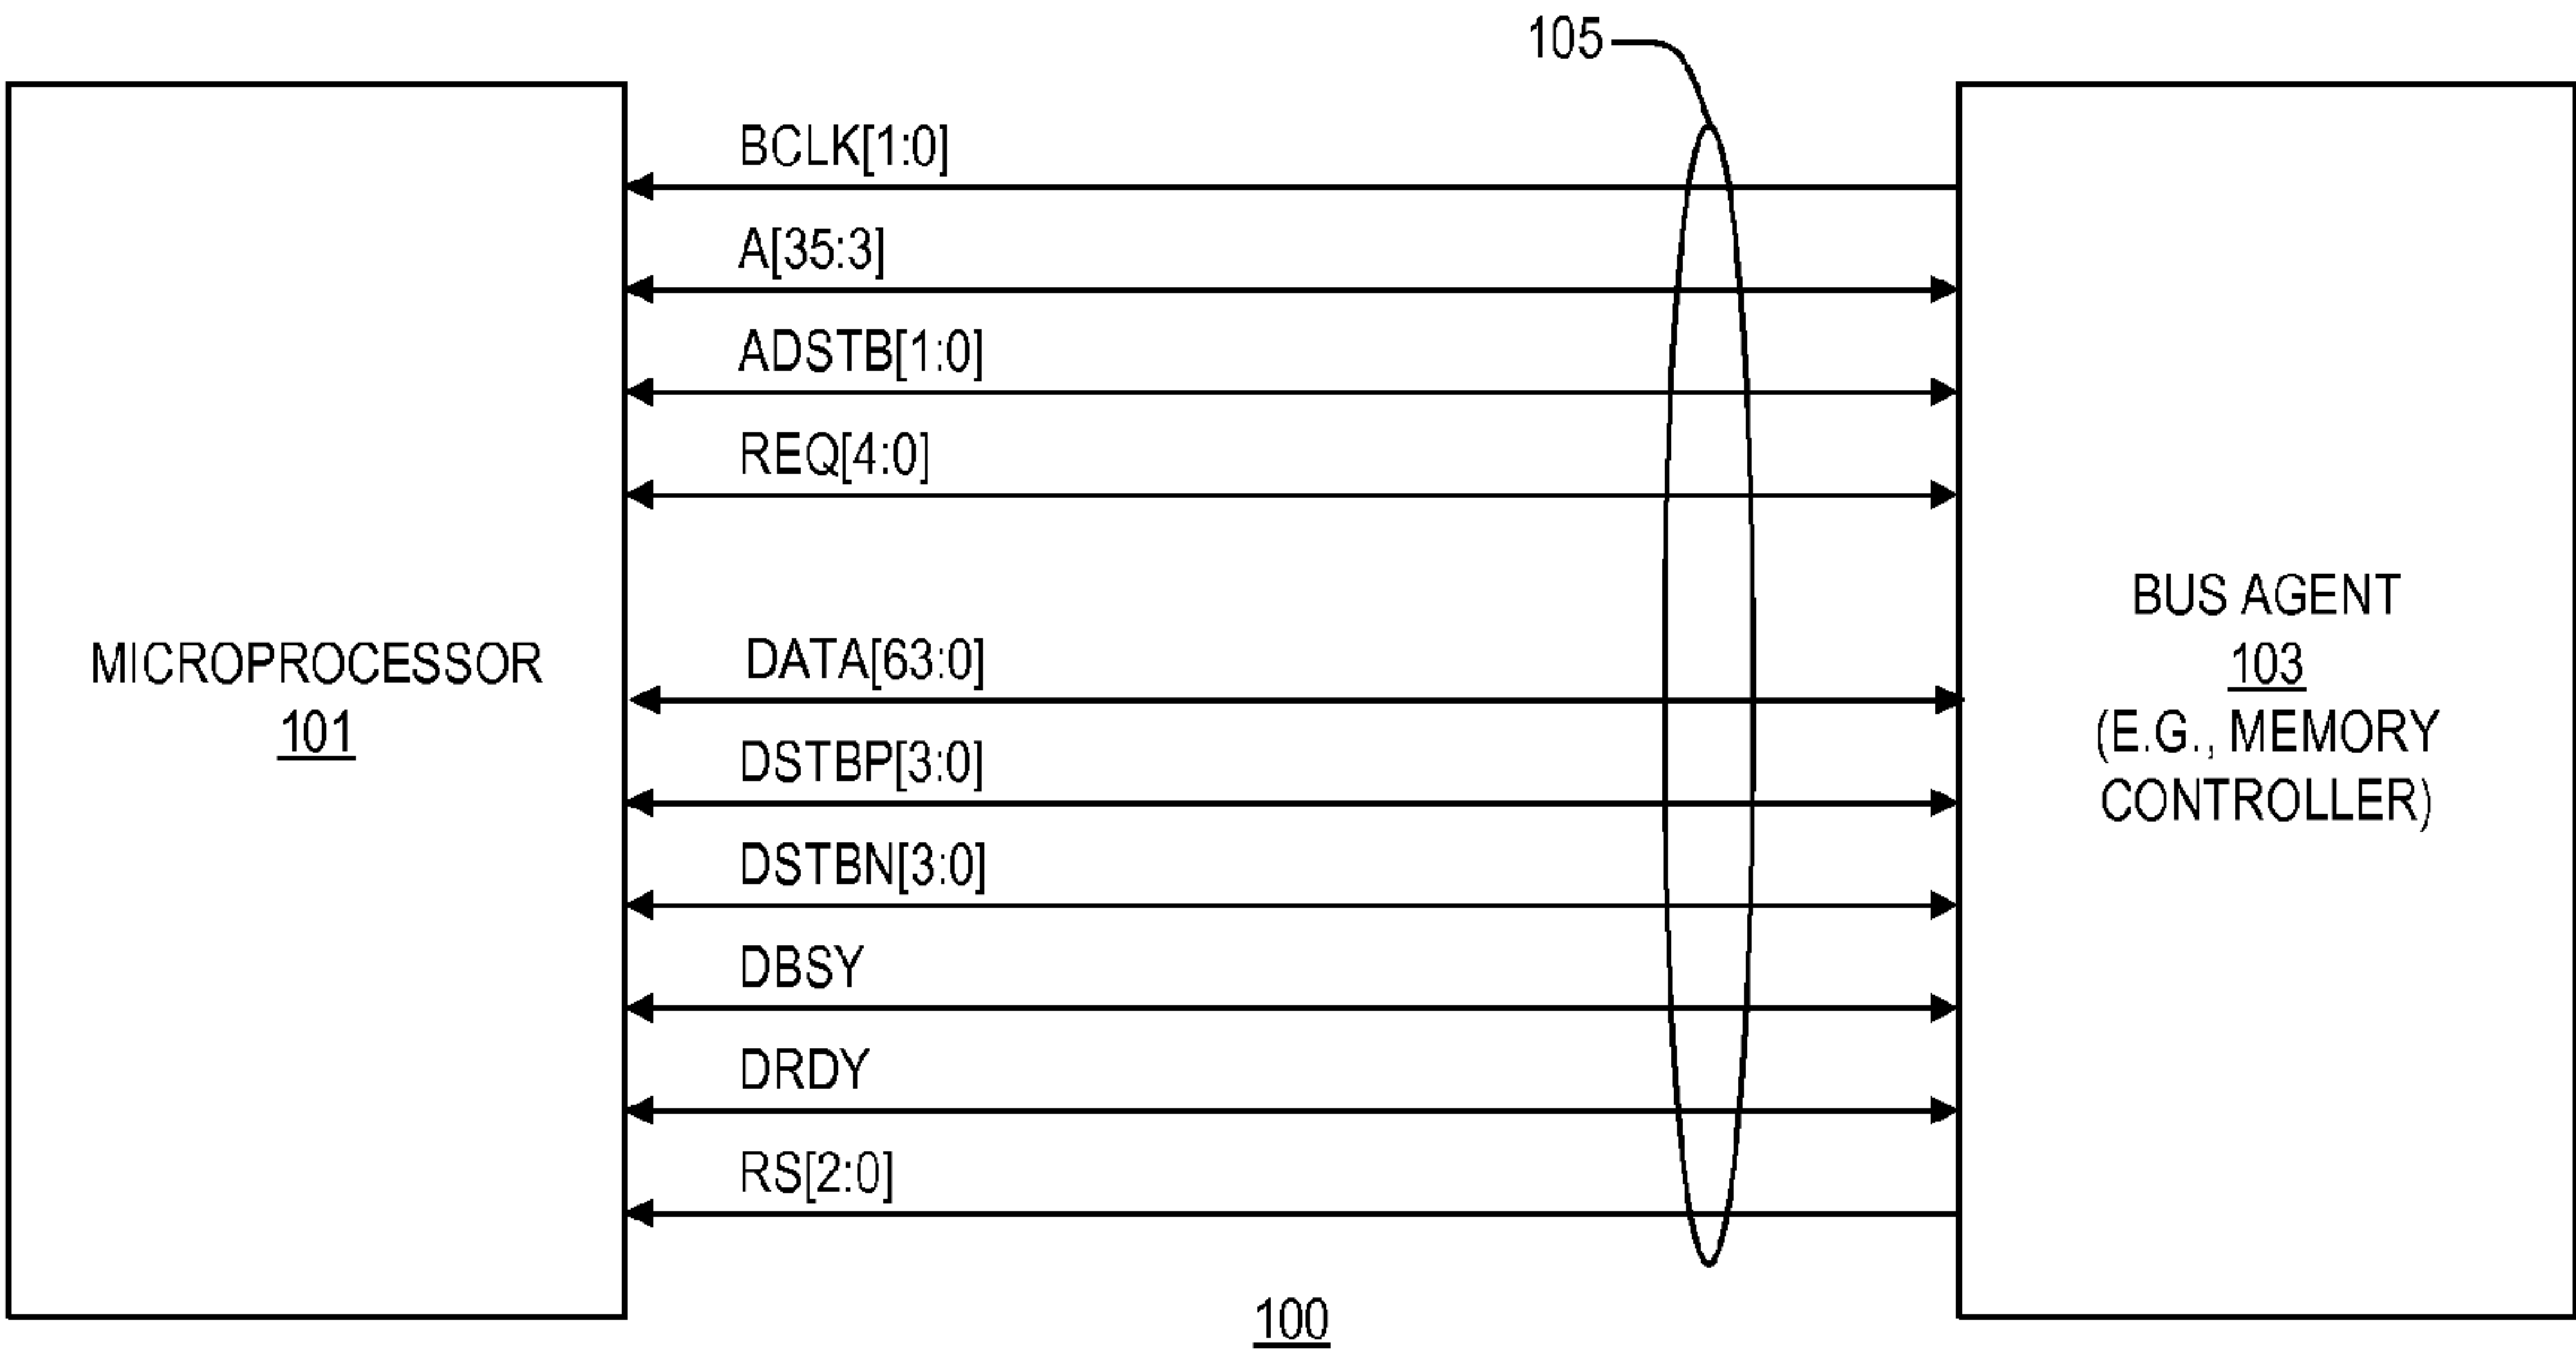 105
BCLK[1:0]
A[35:3]
ADSTB[1:0]
REQ[4:0]
DATA[63:0]
DSTBP[3:0]
DSTBN[3:0]
DBSY
DRDY
RS[2:0]
MICROPROCESSOR
101
BUS AGENT
103
(E.G., MEMORY
CONTROLLER)
100